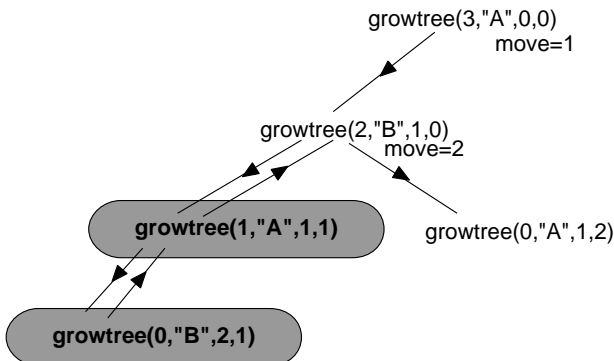 growtree(3,"A",0,0)
move=1
growtree(2,"B",1,0)
move=2
growtree(1,"A",1,1)
growtree(0,"A",1,2)
growtree(0,"B",2,1)